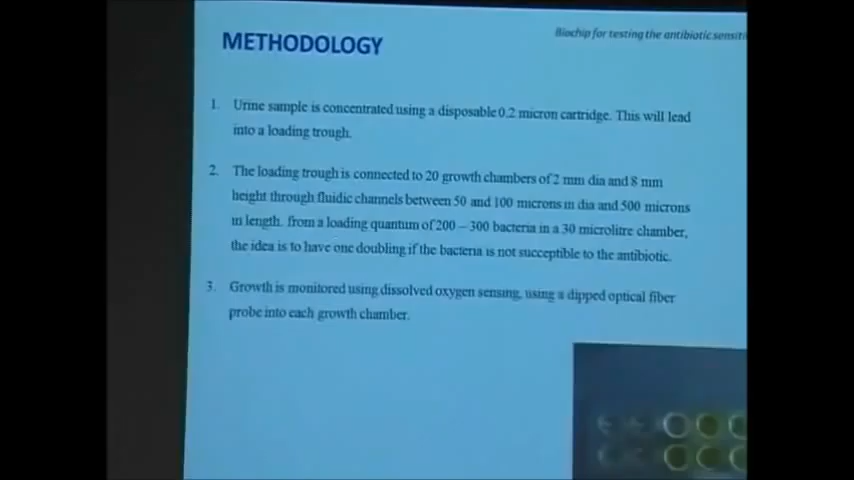 Biochip for testing the antibiotic sensiti
METHODOLOGY
1. Urine sample is concentrated using a disposable 0.2 micron cartridge. This will lead
into a loading trough.
2. The loading trough is connected to 20 growth chambers of 2 mm dia and 8 mm
height through fluidic channels between 50 and 100 microns in dia and 500 microns
in length. from a loading quantum of 200 – 300 bacteria in a 30 microlitre chamber,
the idea is to have one doubling if the bacteria is not succeptible to the antibiotic.
3. Growth is monitored using dissolved oxygen sensing, using a dipped optical fiber
probe into each growth chamber.